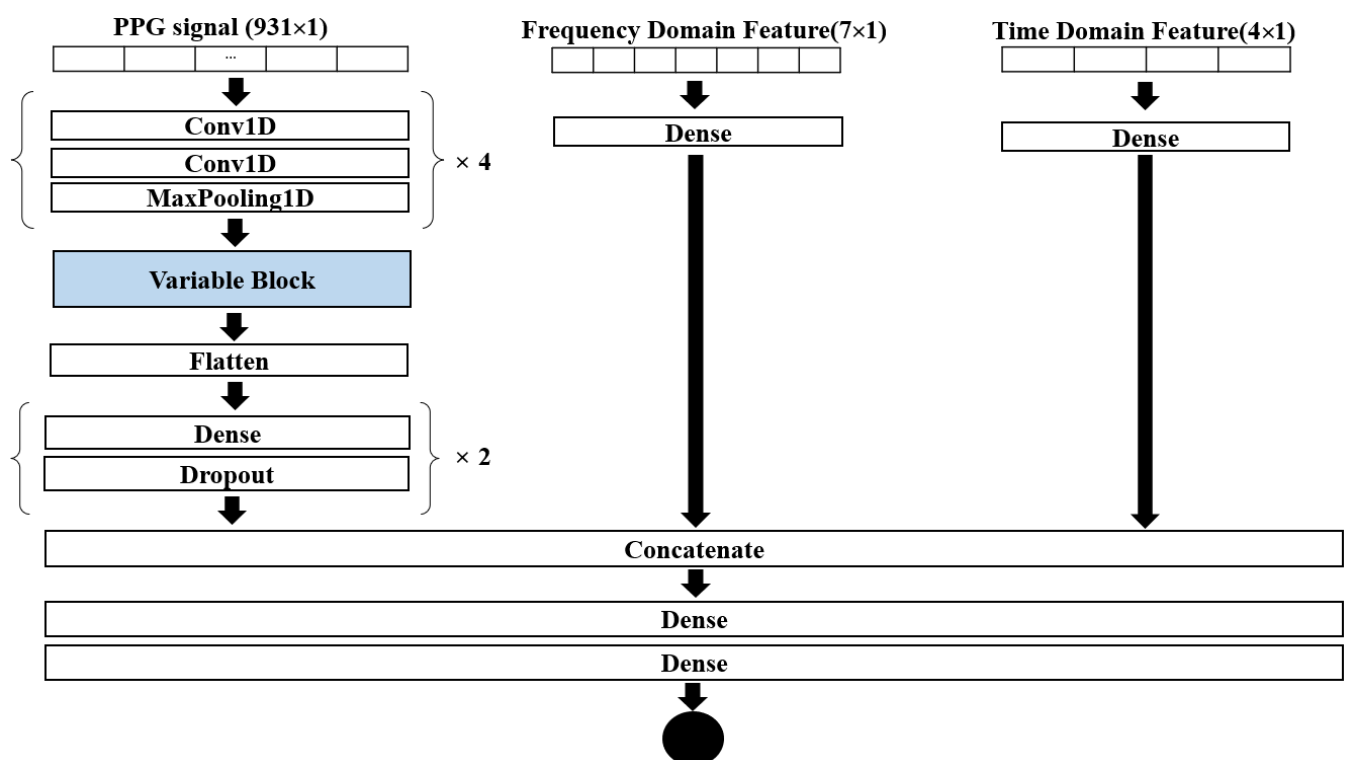 PPG signal (931×1)
...
Conv1D
Conv1D
MaxPooling1D
× 4
Variable Block
Flatten
Dense
Dropout
× 2
Frequency Domain Feature(7×1)
Dense
Time Domain Feature(4×1)
Dense
Concatenate
Dense
Dense